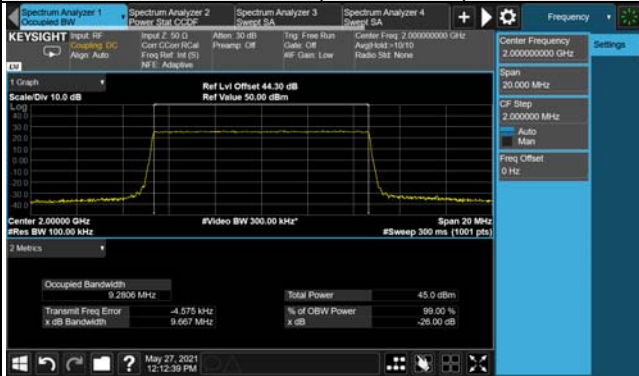 Spectrum Analyzer 1
Occupied BW
Spectrum Analyzer 2
Power Stat CCDF
Spectrum Analyzer 3
Swept SA
Spectrum Analyzer 4
Swept SA
+
Frequency
KEYSIGHT
Input: RF
Coupling: DC
Align: Auto
Input Z: 50 Ω
Corr CCorr RCal
Freq Ref: Int (S)
NFE: Adaptive
Atten: 30 dB
Preamp: Off
Trig: Free Run
Gate: Off
#IF Gain: Low
Center Freq: 2.000000000 GHz
Avg|Hold:>10/10
Radio Std: None
LXI
Center Frequency
2.000000000 GHz
Settings
Span
20.000 MHz
CF Step
2.000000 MHz
Auto
Man
Freq Offset
0 Hz
1 Graph
Scale/Div 10.0 dB
Ref Lvl Offset 44.30 dB
Ref Value 50.00 dBm
Log
40.0
30.0
20.0
10.0
0.00
-10.0
-20.0
-30.0
-40.0
Center 2.00000 GHz
#Res BW 100.00 kHz
#Video BW 300.00 kHz*
Span 20 MHz
#Sweep 300 ms (1001 pts)
2 Metrics
Occupied Bandwidth
9.2806 MHz
Total Power
45.0 dBm
Transmit Freq Error
-4.575 kHz
% of OBW Power
99.00 %
x dB Bandwidth
9.667 MHz
x dB
-26.00 dB
?
May 27, 2021
12:12:39 PM